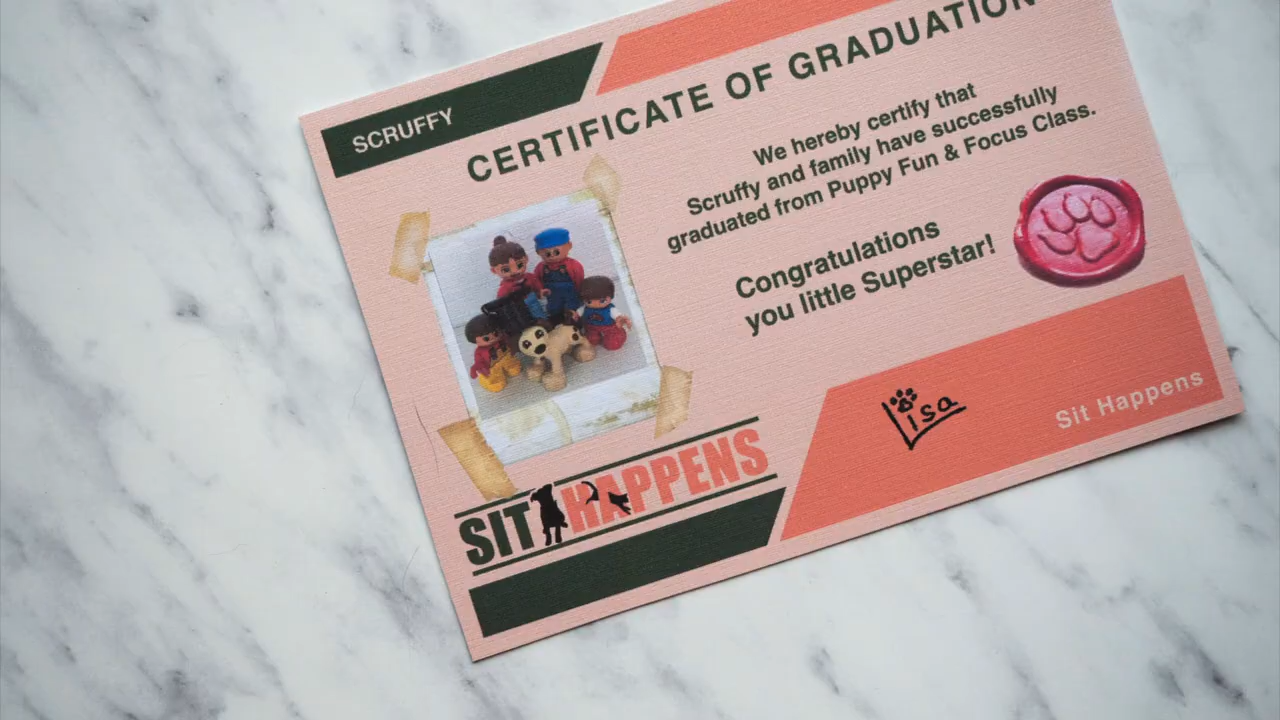 SCRUFFY
CERTIFICATE OF GRADUATION
We hereby certify that
Scruffy and family have successfully
graduated from Puppy Fun & Focus Class.
Congratulations
you little Superstar!
Lisa
Sit Happens
SIT HAPPENS